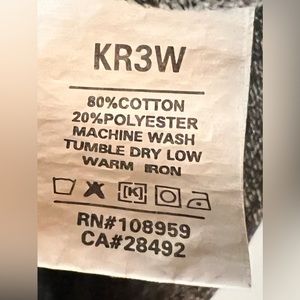 KR3W
80%COTTON
20%POLYESTER
MACHINE WASH
TUMBLE DRY LOW
WARM IRON
K
RN#108959
CA#28492